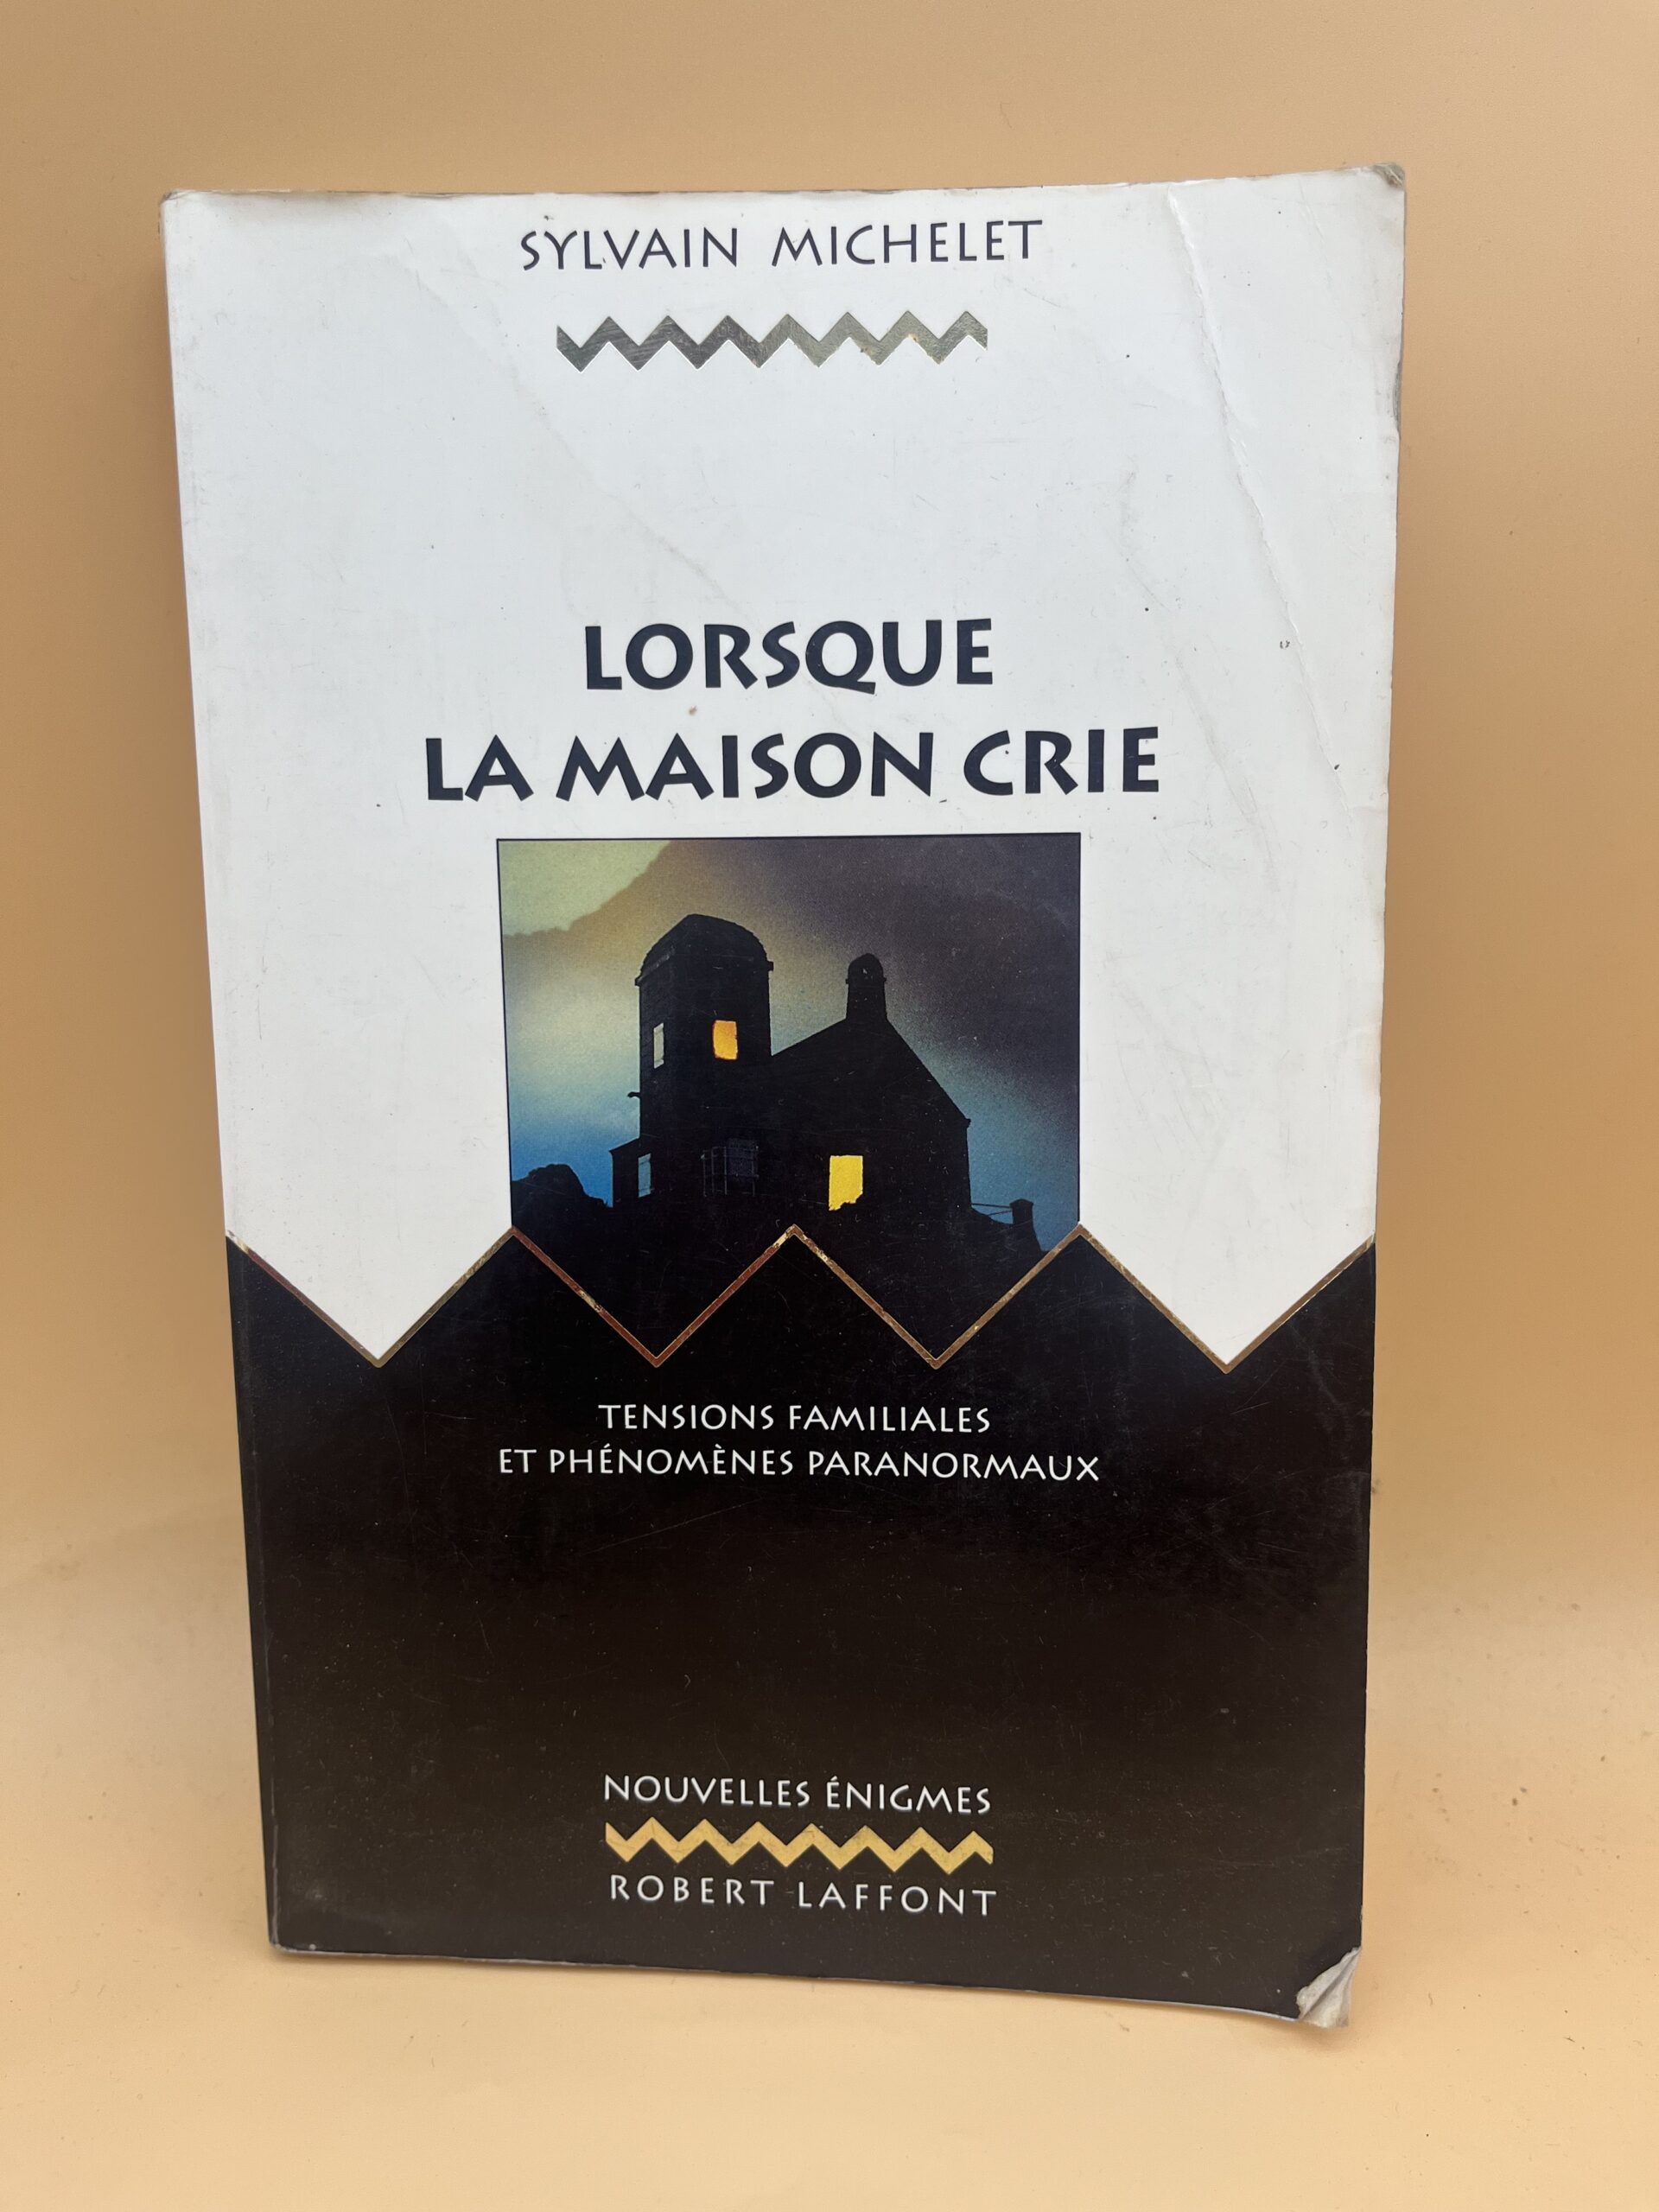 SYLVAIN MICHELET
LORSQUE
LA MAISON CRIE
TENSIONS FAMILIALES
ET PHÉNOMÈNES PARANORMAUX
NOUVELLES ÉNIGMES
ROBERT LAFFONT